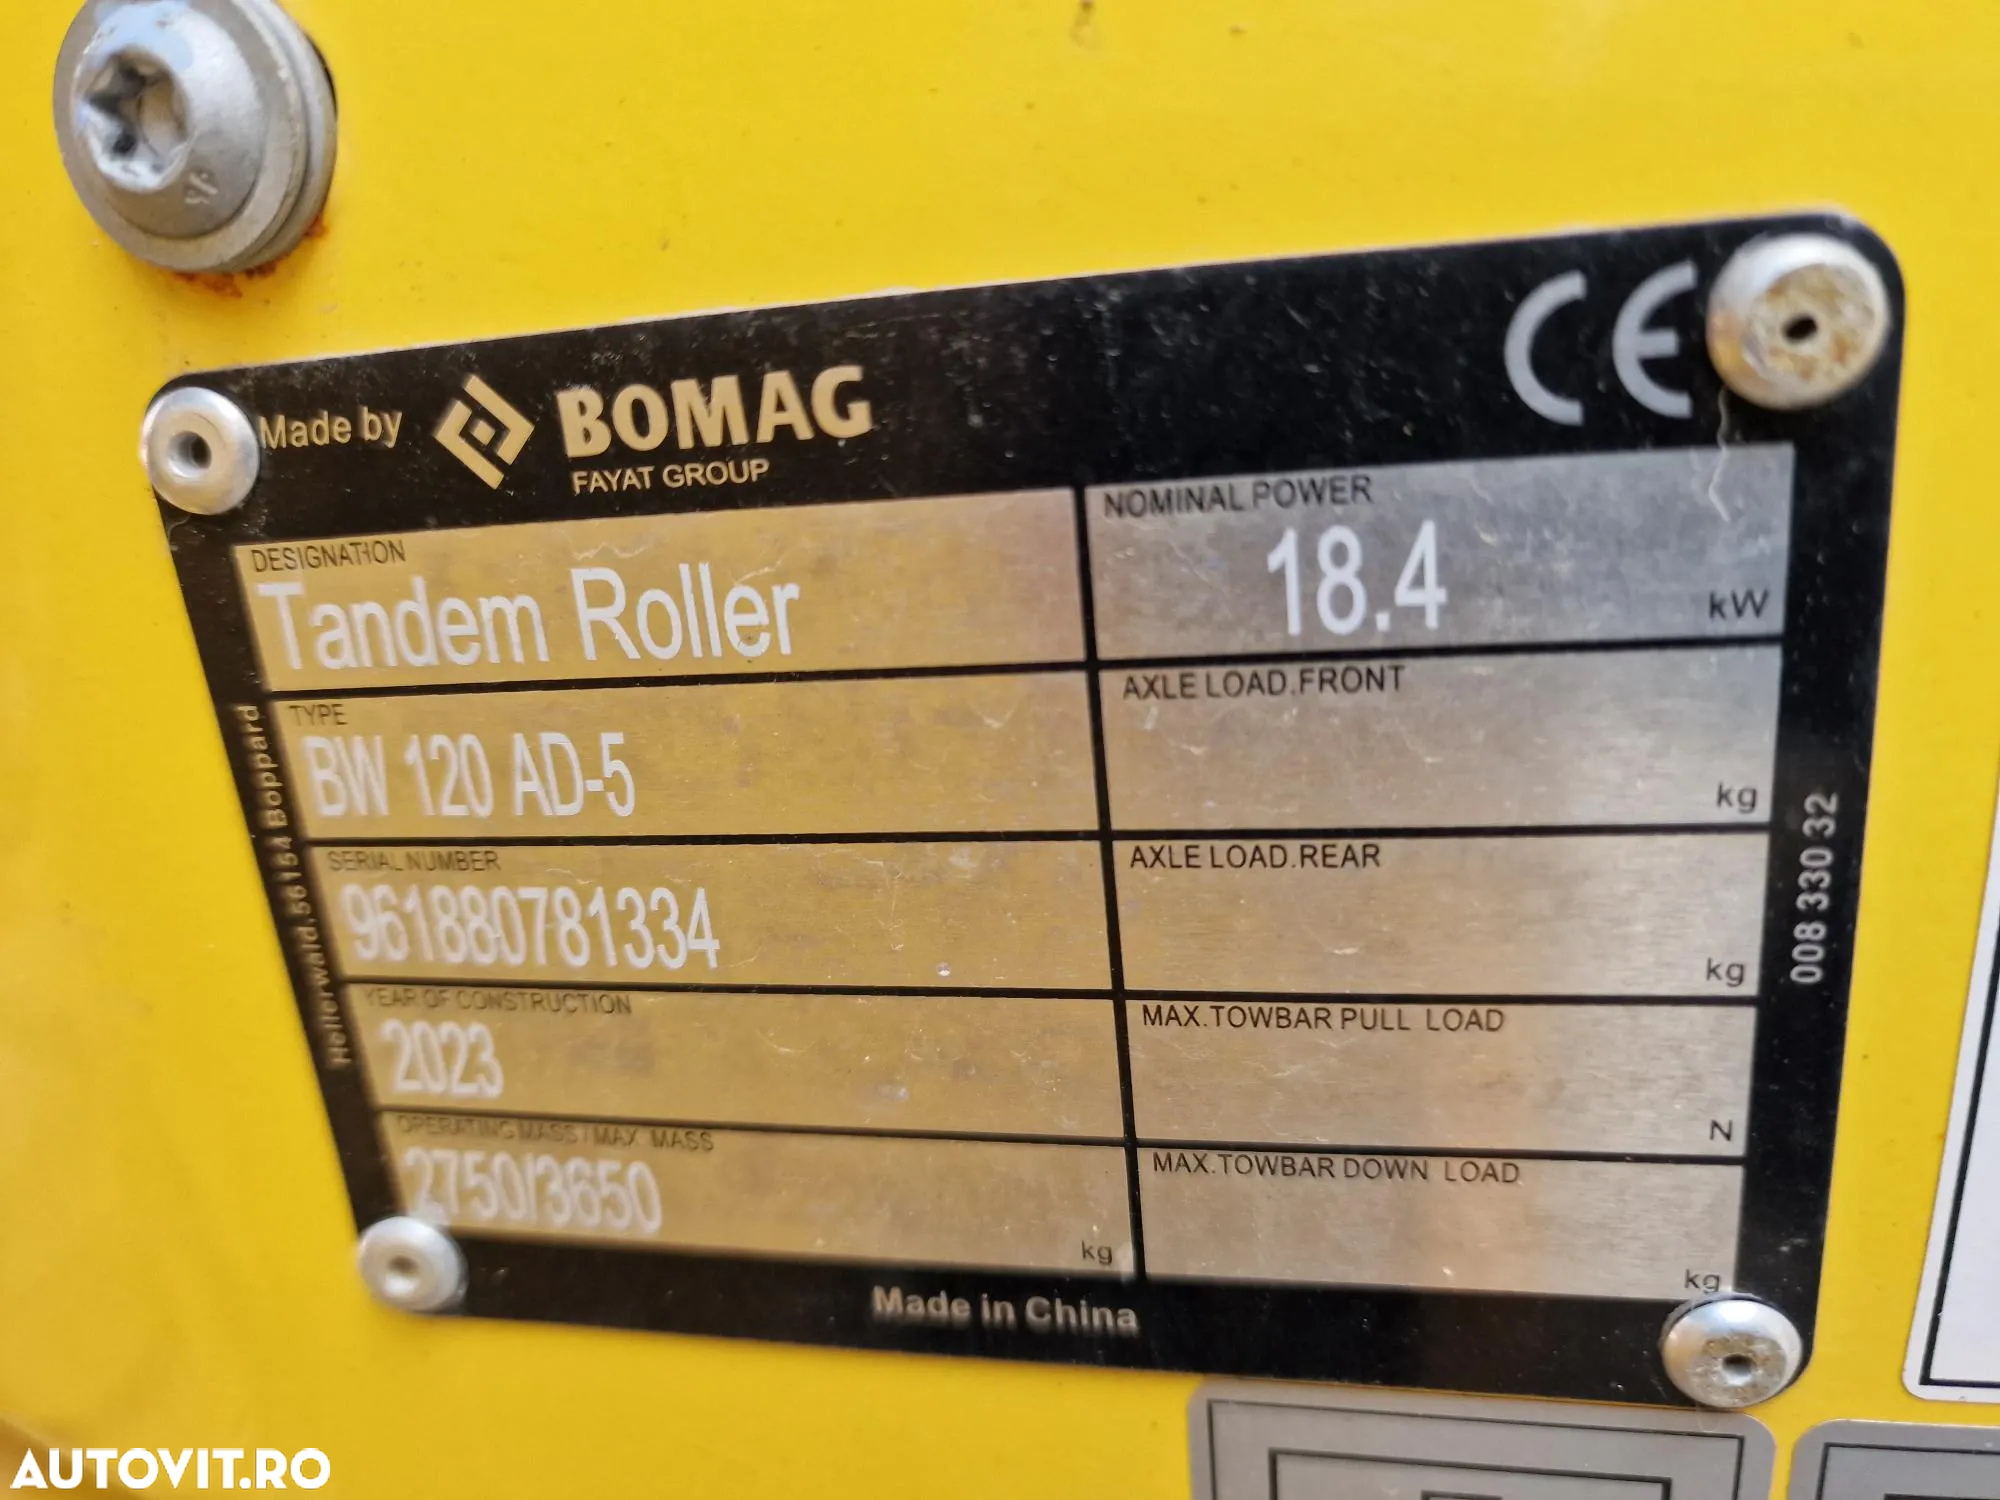 Made by BOMAG
FAYAT GROUP
CE
DESIGNATION
Tandem Roller
TYPE
BW 120 AD-5
SERIAL NUMBER
961880781334
YEAR OF CONSTRUCTION
2023
OPERATING MASS / MAX. MASS
2750/3650
kg
NOMINAL POWER
18.4
kW
AXLE LOAD.FRONT
kg
AXLE LOAD.REAR
kg
MAX.TOWBAR PULL LOAD
N
MAX.TOWBAR DOWN LOAD
kg
Hellerwald.56154 Boppard
008 330 32
Made in China
AUTOVIT.RO